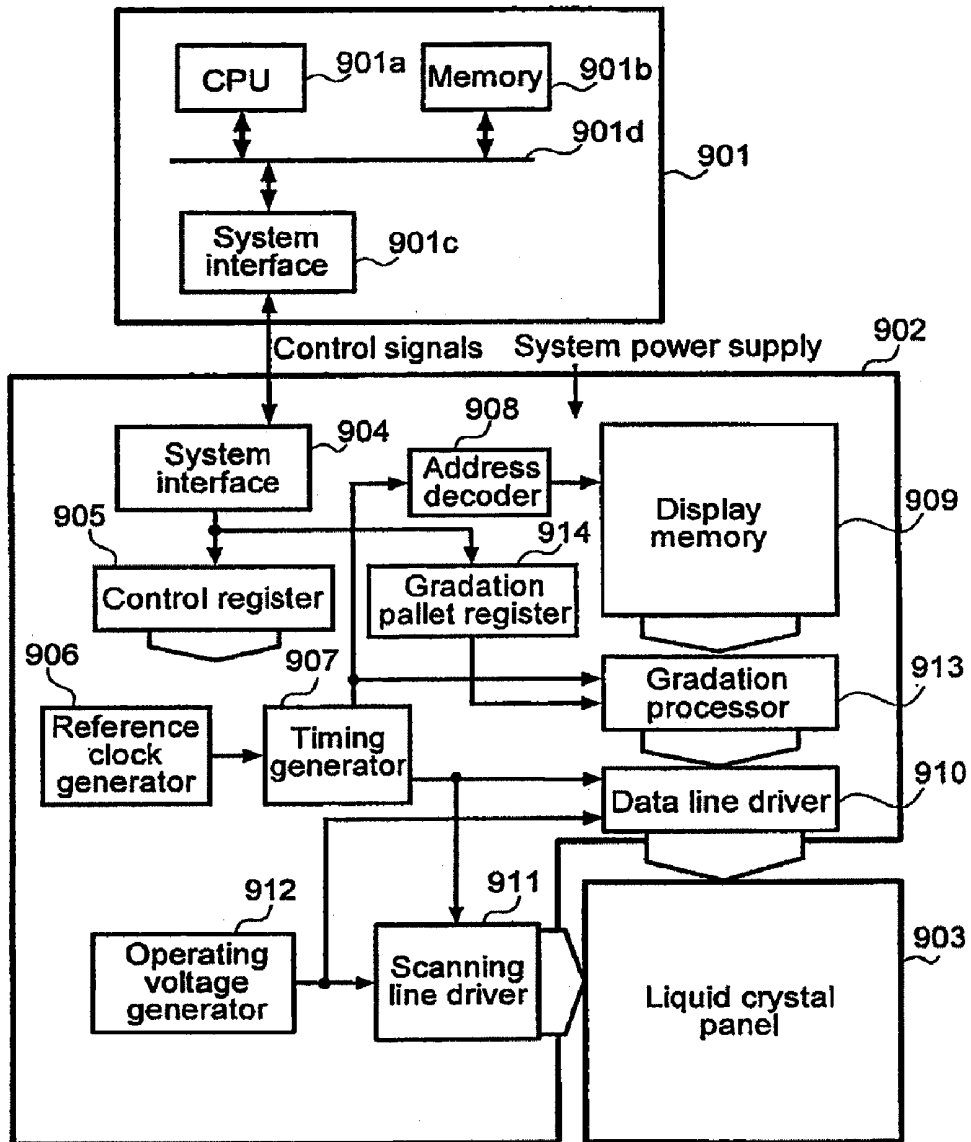 CPU
901a
Memory
901b
901d
901
System
interface
901c
Control signals
System power supply
902
904
System
interface
908
Address
decoder
Display
memory
909
905
Control register
914
Gradation
pallet register
906
Reference
clock
generator
907
Timing
generator
Gradation
processor
913
Data line driver
910
912
Operating
voltage
generator
911
Scanning
line driver
Liquid crystal
panel
903